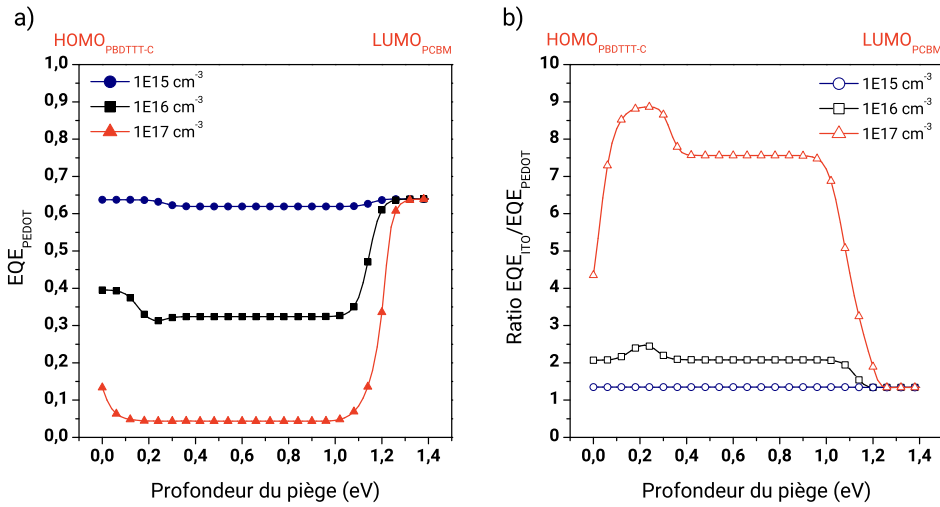 a)
HOMO PBDTTT-C
LUMO PCBM
1,0
0,9
0,8
0,7
0,6
0,5
0,4
0,3
0,2
0,1
0,0
EQE PEDOT
1E15 cm-3
1E16 cm-3
1E17 cm-3
0,0 0,2 0,4 0,6 0,8 1,0 1,2 1,4
Profondeur du piège (eV)
b)
HOMO PBDTTT-C
LUMO PCBM
10
9
8
7
6
5
4
3
2
1
0
Ratio EQE ITO/EQE PEDOT
1E15 cm-3
1E16 cm-3
1E17 cm-3
0,0 0,2 0,4 0,6 0,8 1,0 1,2 1,4
Profondeur du piège (eV)